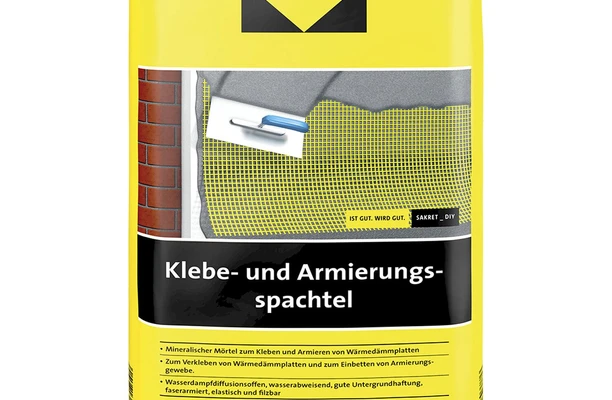 IST GUT. WIRD GUT. SAKRET _ DIY
Klebe- und Armierungs-
spachtel
• Mineralischer Mörtel zum Kleben und Armieren von Wärmedämmplatten
• Zum Verkleben von Wärmedämmplatten und zum Einbetten von Armierungs-
gewebe.
• Wasserdampfdiffusionsoffen, wasserabweisend, gute Untergrundhaftung,
faserarmiert, elastisch und filzbar